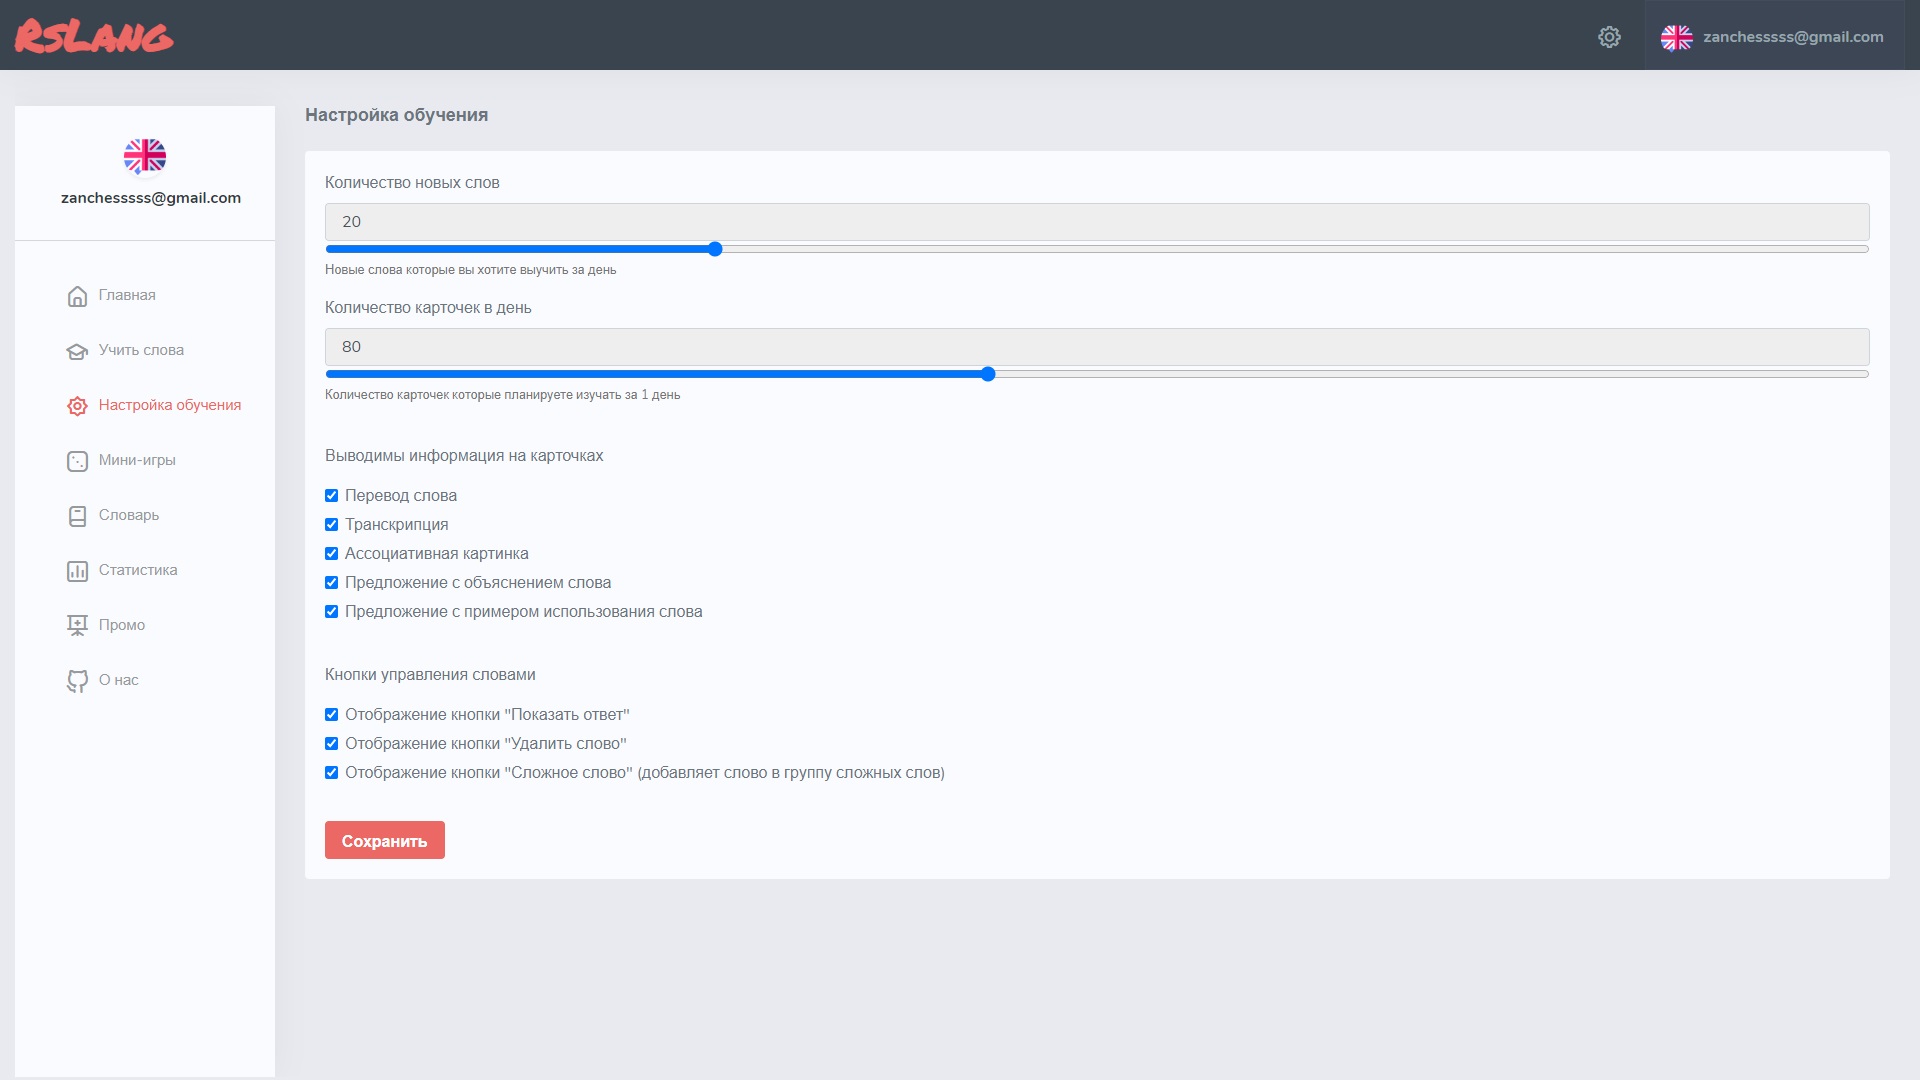 RSLang
zanchesssss@gmail.com
zanchesssss@gmail.com
Главная
Учить слова
Настройка обучения
Мини-игры
Словарь
Статистика
Промо
О нас
Настройка обучения
Количество новых слов
20
Новые слова которые вы хотите выучить за день
Количество карточек в день
80
Количество карточек которые планируете изучать за 1 день
Выводимы информация на карточках
Перевод слова
Транскрипция
Ассоциативная картинка
Предложение с объяснением слова
Предложение с примером использования слова
Кнопки управления словами
Отображение кнопки "Показать ответ"
Отображение кнопки "Удалить слово"
Отображение кнопки "Сложное слово" (добавляет слово в группу сложных слов)
Сохранить